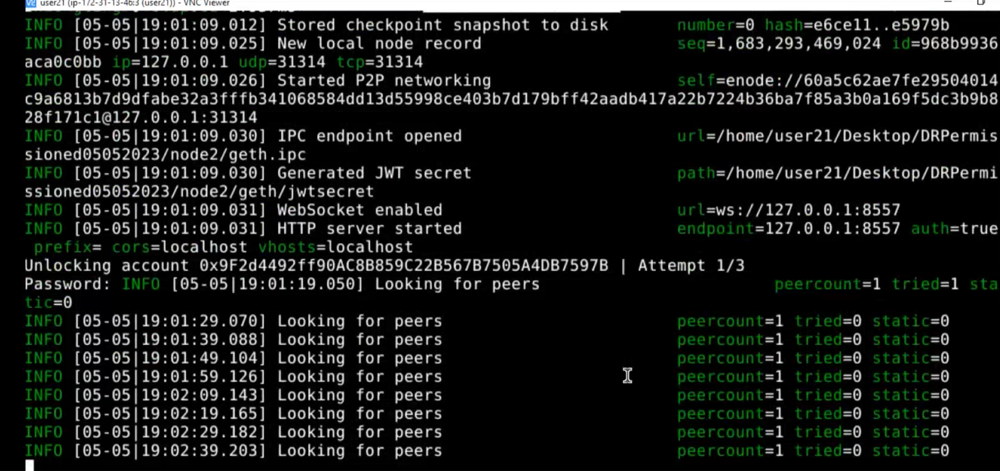 user21 (ip-172-31-13-46:3 (user21)) - VNC Viewer
INFO [05-05|19:01:09.012] Stored checkpoint snapshot to disk number=0 hash=e6ce11..e5979b
INFO [05-05|19:01:09.025] New local node record seq=1,683,293,469,024 id=968b9936
aca0c0bb ip=127.0.0.1 udp=31314 tcp=31314
INFO [05-05|19:01:09.026] Started P2P networking self=enode://60a5c62ae7fe29504014
c9a6813b7d9dfabe32a3fffb341068584dd13d55998ce403b7d179bff42aadb417a22b7224b36ba7f85a3b0a169f5dc3b9b8
28f171c1@127.0.0.1:31314
INFO [05-05|19:01:09.030] IPC endpoint opened url=/home/user21/Desktop/DRPermis
sioned05052023/node2/geth.ipc
INFO [05-05|19:01:09.030] Generated JWT secret path=/home/user21/Desktop/DRPermi
ssioned05052023/node2/geth/jwtsecret
INFO [05-05|19:01:09.031] WebSocket enabled url=ws://127.0.0.1:8557
INFO [05-05|19:01:09.031] HTTP server started endpoint=127.0.0.1:8557 auth=true
prefix= cors=localhost vhosts=localhost
Unlocking account 0x9F2d4492ff90AC8B859C22B567B7505A4DB7597B | Attempt 1/3
Password: INFO [05-05|19:01:19.050] Looking for peers peercount=1 tried=1 sta
tic=0
INFO [05-05|19:01:29.070] Looking for peers peercount=1 tried=0 static=0
INFO [05-05|19:01:39.088] Looking for peers peercount=1 tried=0 static=0
INFO [05-05|19:01:49.104] Looking for peers peercount=1 tried=0 static=0
INFO [05-05|19:01:59.126] Looking for peers peercount=1 tried=0 static=0
INFO [05-05|19:02:09.143] Looking for peers peercount=1 tried=0 static=0
INFO [05-05|19:02:19.165] Looking for peers peercount=1 tried=0 static=0
INFO [05-05|19:02:29.182] Looking for peers peercount=1 tried=0 static=0
INFO [05-05|19:02:39.203] Looking for peers peercount=1 tried=0 static=0